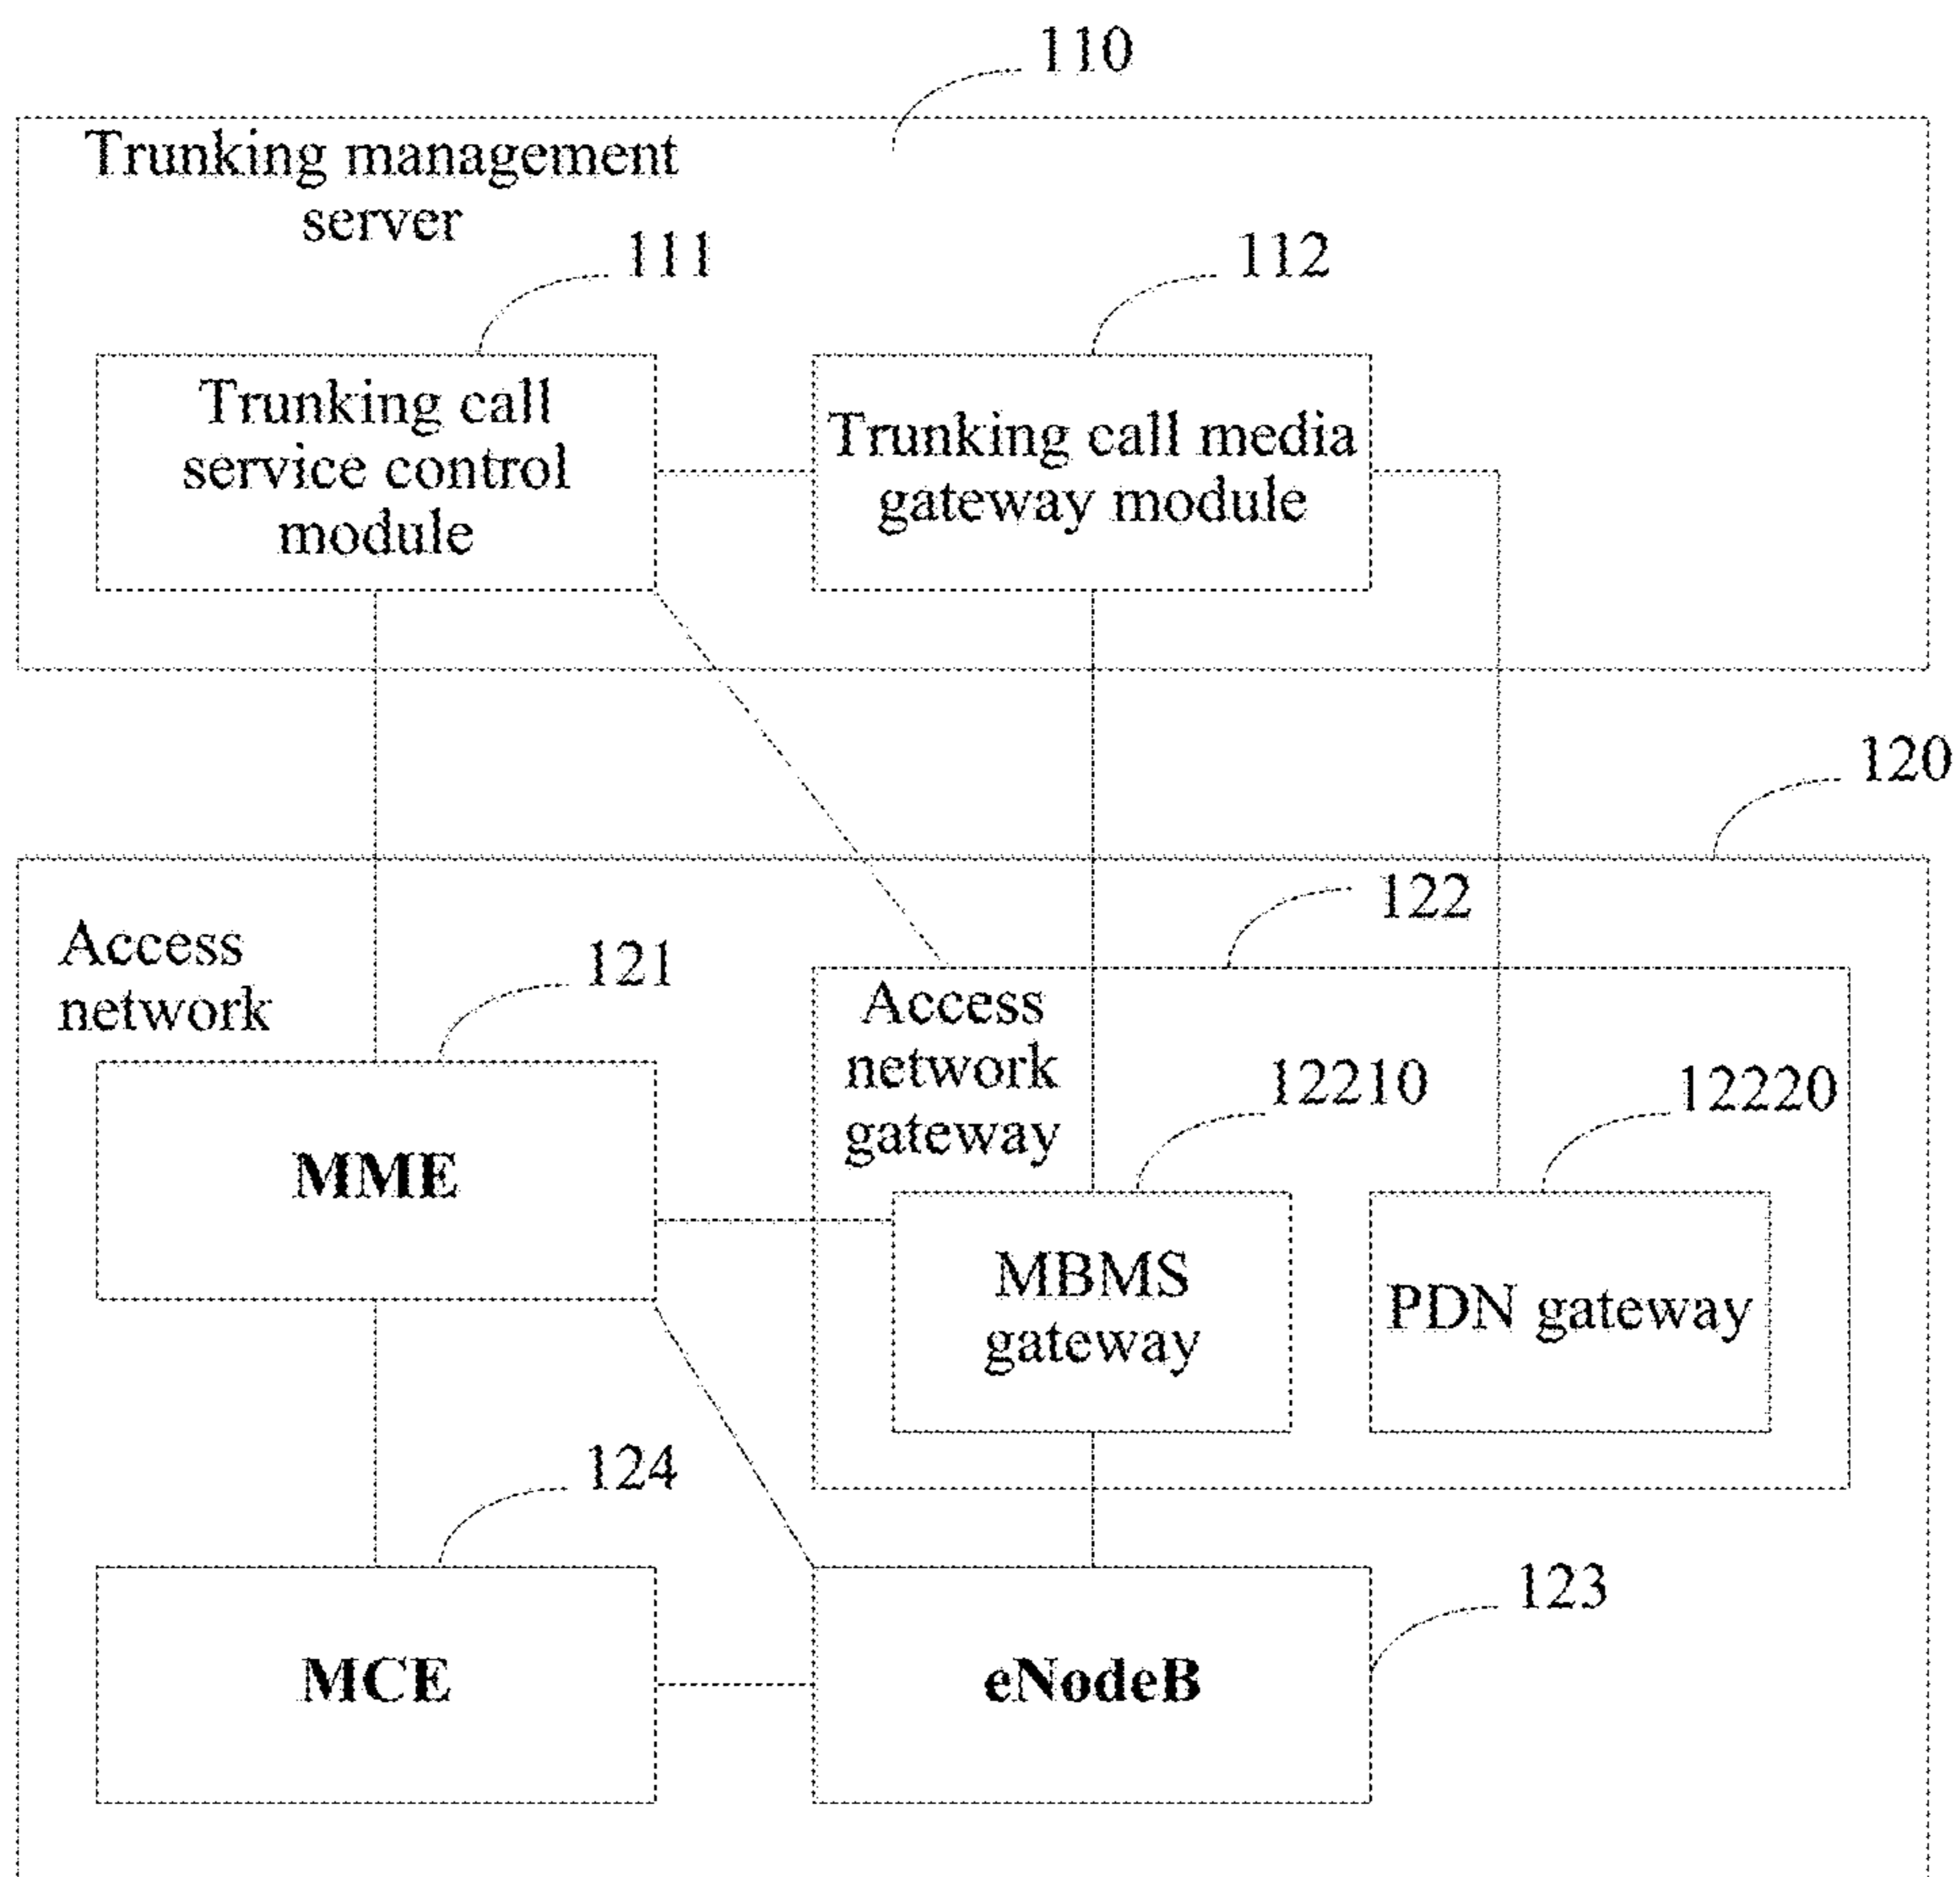 110
Trunking management
server
111
112
Trunking call
service control
module
Trunking call media
gateway module
120
122
Access
network
121
Access
network
gateway
12210
12220
MME
MBMS
gateway
PDN gateway
124
123
MCE
eNodeB